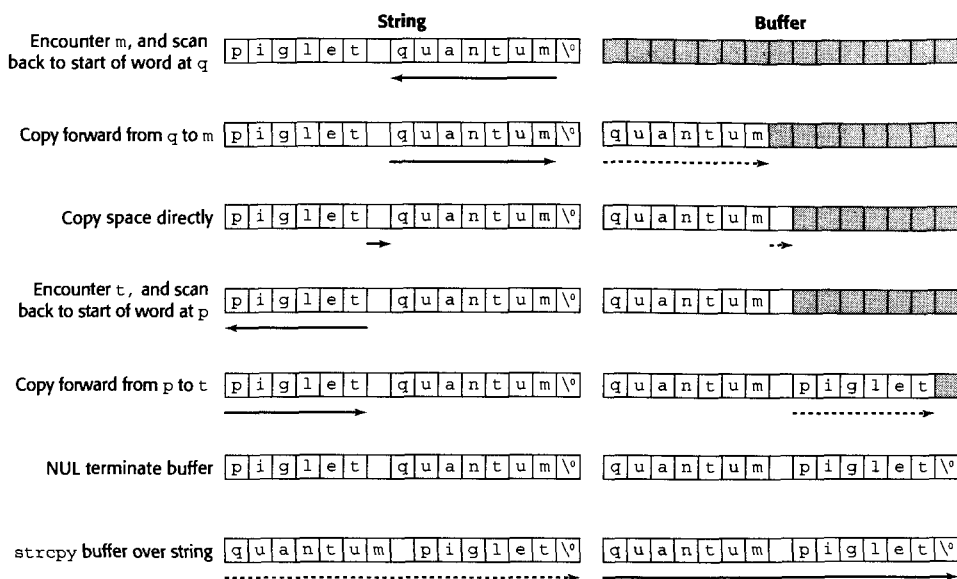 String Buffer
Encounter m, and scan
back to start of word at q
p i g l e t   q u a n t u m \0
Copy forward from q to m
p i g l e t   q u a n t u m \0 q u a n t u m
Copy space directly
p i g l e t   q u a n t u m \0 q u a n t u m
Encounter t, and scan
back to start of word at p
p i g l e t   q u a n t u m \0 q u a n t u m
Copy forward from p to t
p i g l e t   q u a n t u m \0 q u a n t u m   p i g l e t
NUL terminate buffer
p i g l e t   q u a n t u m \0 q u a n t u m   p i g l e t \0
strcpy buffer over string
q u a n t u m   p i g l e t \0 q u a n t u m   p i g l e t \0